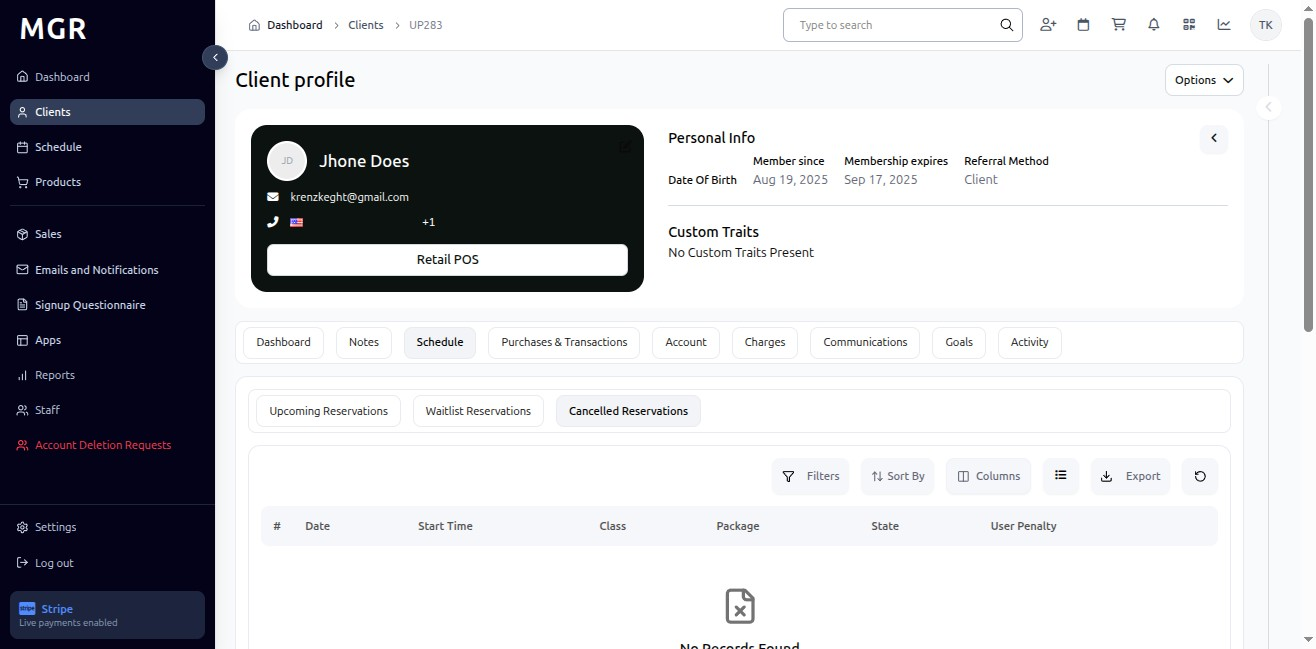 MGR
Dashboard
Clients
Schedule
Products
Sales
Emails and Notifications
Signup Questionnaire
Apps
Reports
Staff
Account Deletion Requests
Settings
Log out
stripe Stripe
Live payments enabled
Dashboard > Clients > UP283
Type to search
TK
Client profile
Options
JD Jhone Does
krenzkeght@gmail.com
+1
Retail POS
Personal Info
Date Of Birth
Member since
Aug 19, 2025
Membership expires
Sep 17, 2025
Referral Method
Client
Custom Traits
No Custom Traits Present
Dashboard Notes Schedule Purchases & Transactions Account Charges Communications Goals Activity
Upcoming Reservations Waitlist Reservations Cancelled Reservations
Filters Sort By Columns Export
# Date Start Time Class Package State User Penalty
No Records Found